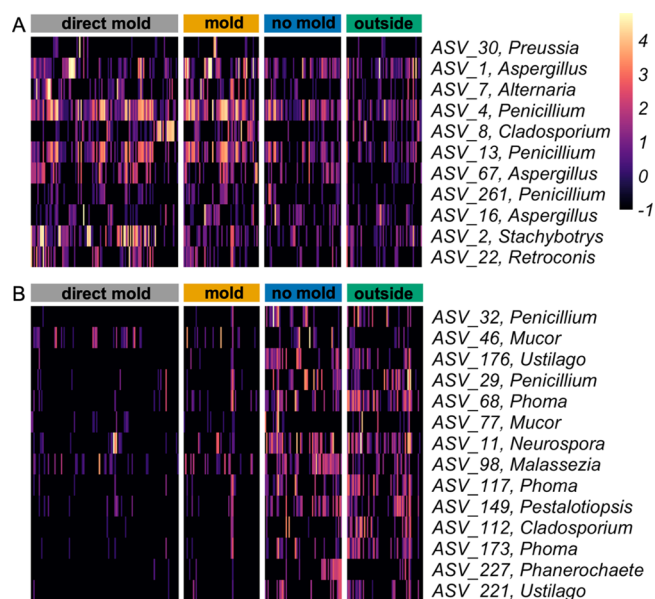 A
direct mold mold no mold outside
ASV_30, Preussia
ASV_1, Aspergillus
ASV_7, Alternaria
ASV_4, Penicillium
ASV_8, Cladosporium
ASV_13, Penicillium
ASV_67, Aspergillus
ASV_261, Penicillium
ASV_16, Aspergillus
ASV_2, Stachybotrys
ASV_22, Retroconis
4
3
2
1
0
-1
B
direct mold mold no mold outside
ASV_32, Penicillium
ASV_46, Mucor
ASV_176, Ustilago
ASV_29, Penicillium
ASV_68, Phoma
ASV_77, Mucor
ASV_11, Neurospora
ASV_98, Malassezia
ASV_117, Phoma
ASV_149, Pestalotiopsis
ASV_112, Cladosporium
ASV_173, Phoma
ASV_227, Phanerochaete
ASV_221, Ustilago